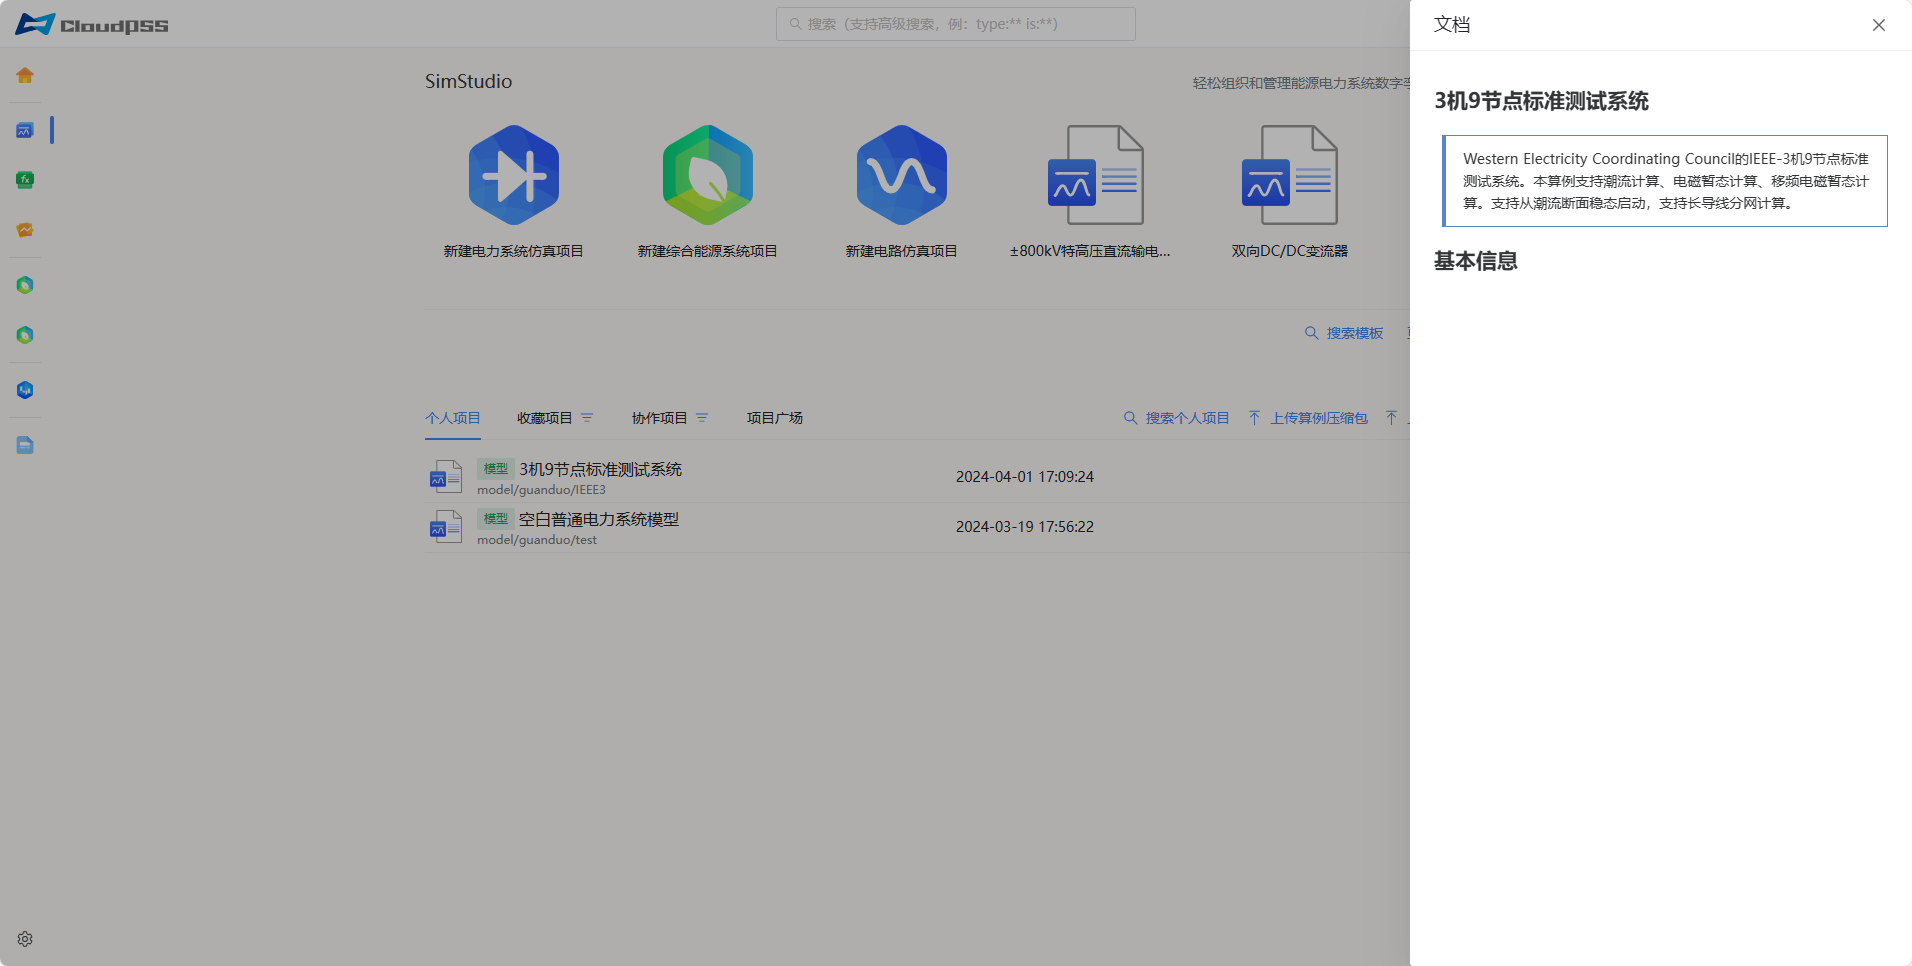 CloudPSS
搜索（支持高级搜索，例：type:** is:**）
SimStudio
轻松组织和管理能源电力系统数字
新建电力系统仿真项目
新建综合能源系统项目
新建电路仿真项目
±800kV特高压直流输电...
双向DC/DC变流器
搜索模板
个人项目
收藏项目
协作项目
项目广场
搜索个人项目
上传算例压缩包
模型 3机9节点标准测试系统
model/guanduo/IEEE3
2024-04-01 17:09:24
模型 空白普通电力系统模型
model/guanduo/test
2024-03-19 17:56:22
文档
3机9节点标准测试系统
Western Electricity Coordinating Council的IEEE-3机9节点标准
测试系统。本算例支持潮流计算、电磁暂态计算、移频电磁暂态计
算。支持从潮流断面稳态启动，支持长导线分网计算。
基本信息